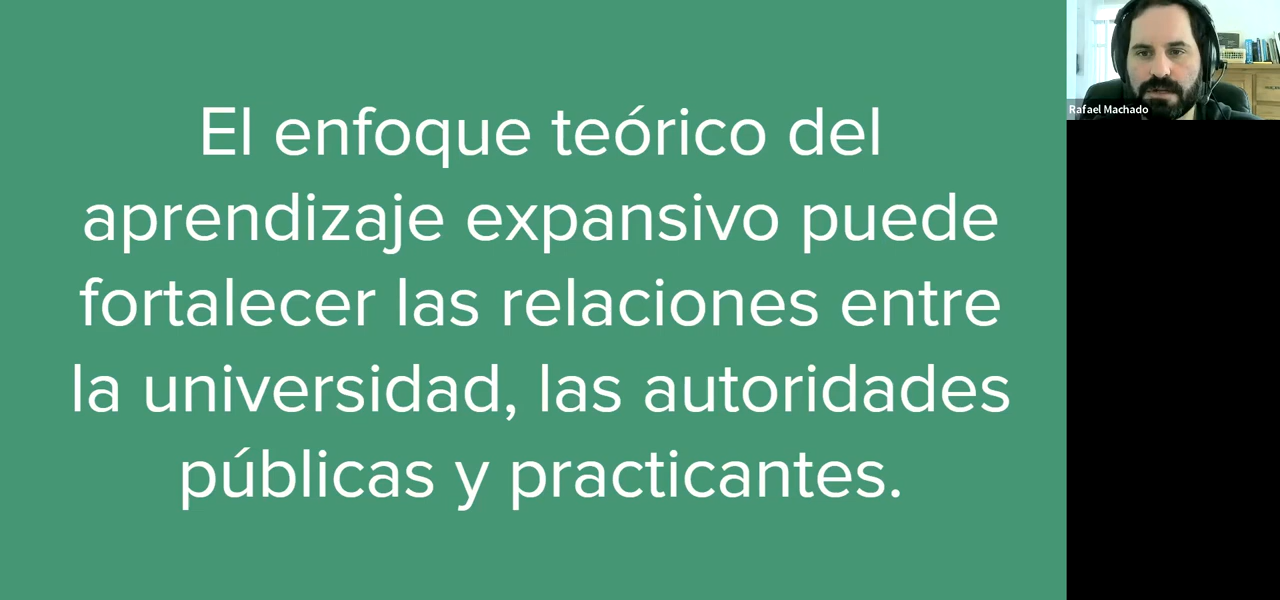 El enfoque teórico del
aprendizaje expansivo puede
fortalecer las relaciones entre
la universidad, las autoridades
públicas y practicantes.
Rafael Machado